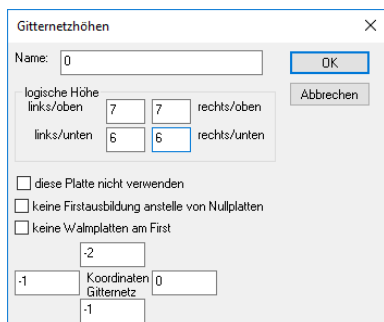 Gitternetzhöhen
Name: 0
OK
Abbrechen
logische Höhe
links/oben 7 7 rechts/oben
links/unten 6 6 rechts/unten
diese Platte nicht verwenden
keine Firstausbildung anstelle von Nullplatten
keine Walmplatten am First
-2
-1 Koordinaten 0
Gitternetz
-1